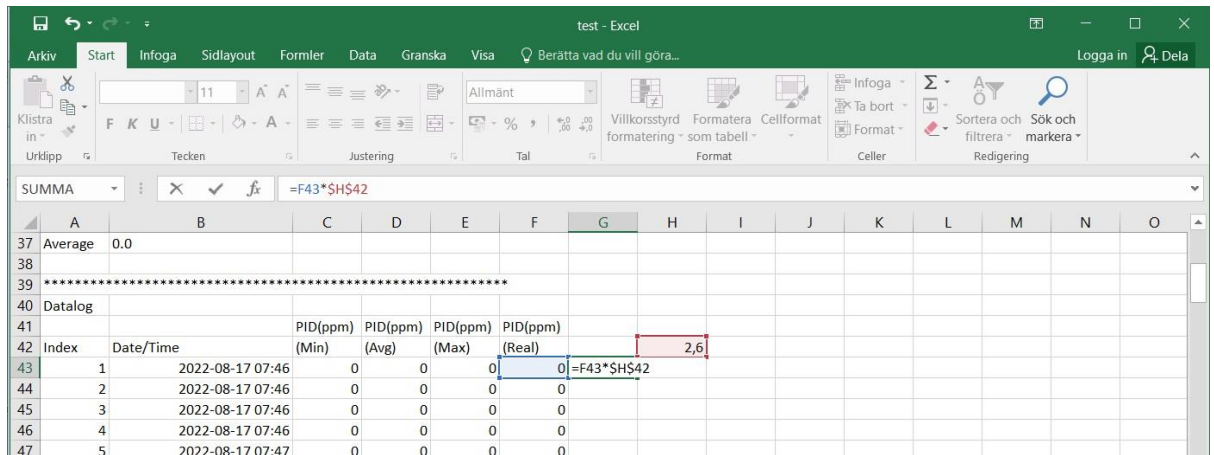 test - Excel
Arkiv Start Infoga Sidlayout Formler Data Granska Visa Berätta vad du vill göra... Logga in Dela
Klistra in
11 A A Allmänt
F K U A % , ,00 ,0
Villkorsstyrd formatering Formatera som tabell Cellformat
Infoga
Ta bort
Format
Σ A Ö
Sortera och filtrera Sök och markera
Urklipp Tecken Justering Tal Format Celler Redigering
SUMMA fx =F43*$H$42
A B C D E F G H I J K L M N O
37 Average 0.0
38
39 ************************************************************
40 Datalog
41 PID(ppm) PID(ppm) PID(ppm) PID(ppm)
42 Index Date/Time (Min) (Avg) (Max) (Real) 2,6
43 1 2022-08-17 07:46 0 0 0 0 =F43*$H$42
44 2 2022-08-17 07:46 0 0 0 0
45 3 2022-08-17 07:46 0 0 0 0
46 4 2022-08-17 07:46 0 0 0 0
47 5 2022-08-17 07:47 0 0 0 0